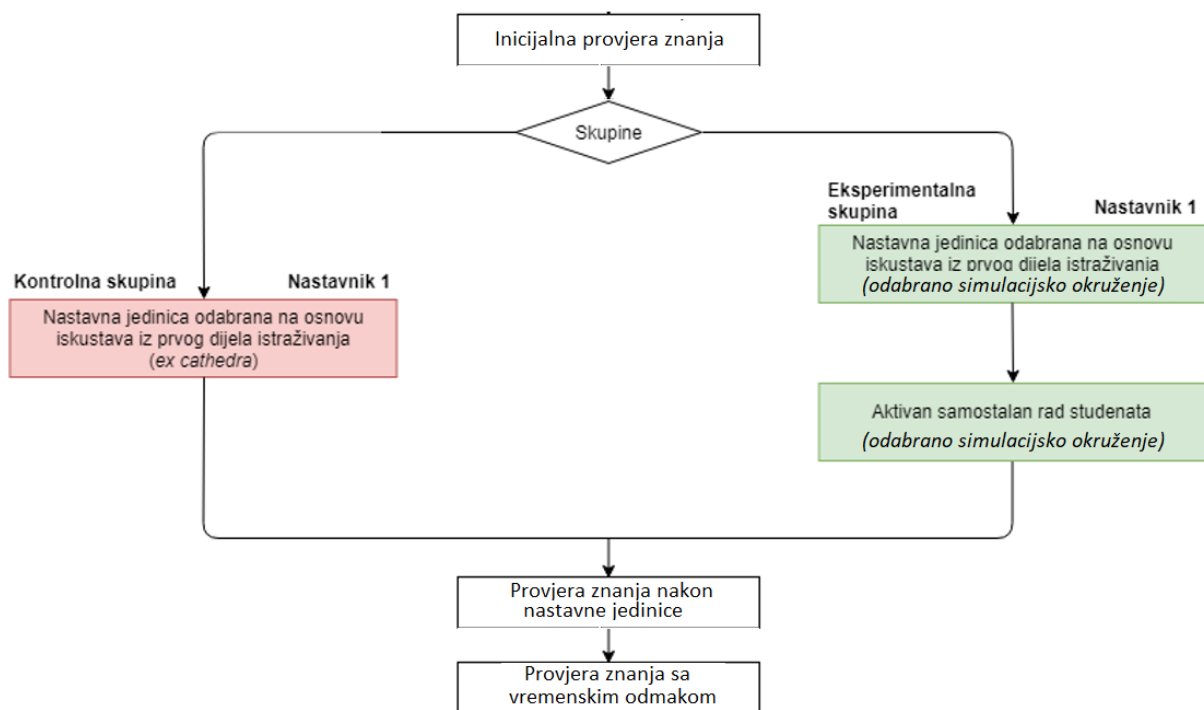 Inicijalna provjera znanja
Skupine
Kontrolna skupina
Nastavnik 1
Nastavna jedinica odabrana na osnovu
iskustava iz prvog dijela istraživanja
(ex cathedra)
Eksperimentalna
skupina
Nastavnik 1
Nastavna jedinica odabrana na osnovu
iskustava iz prvog dijela istraživanja
(odabrano simulacijsko okruženje)
Aktivan samostalan rad studenata
(odabrano simulacijsko okruženje)
Provjera znanja nakon
nastavne jedinice
Provjera znanja sa
vremenskim odmakom